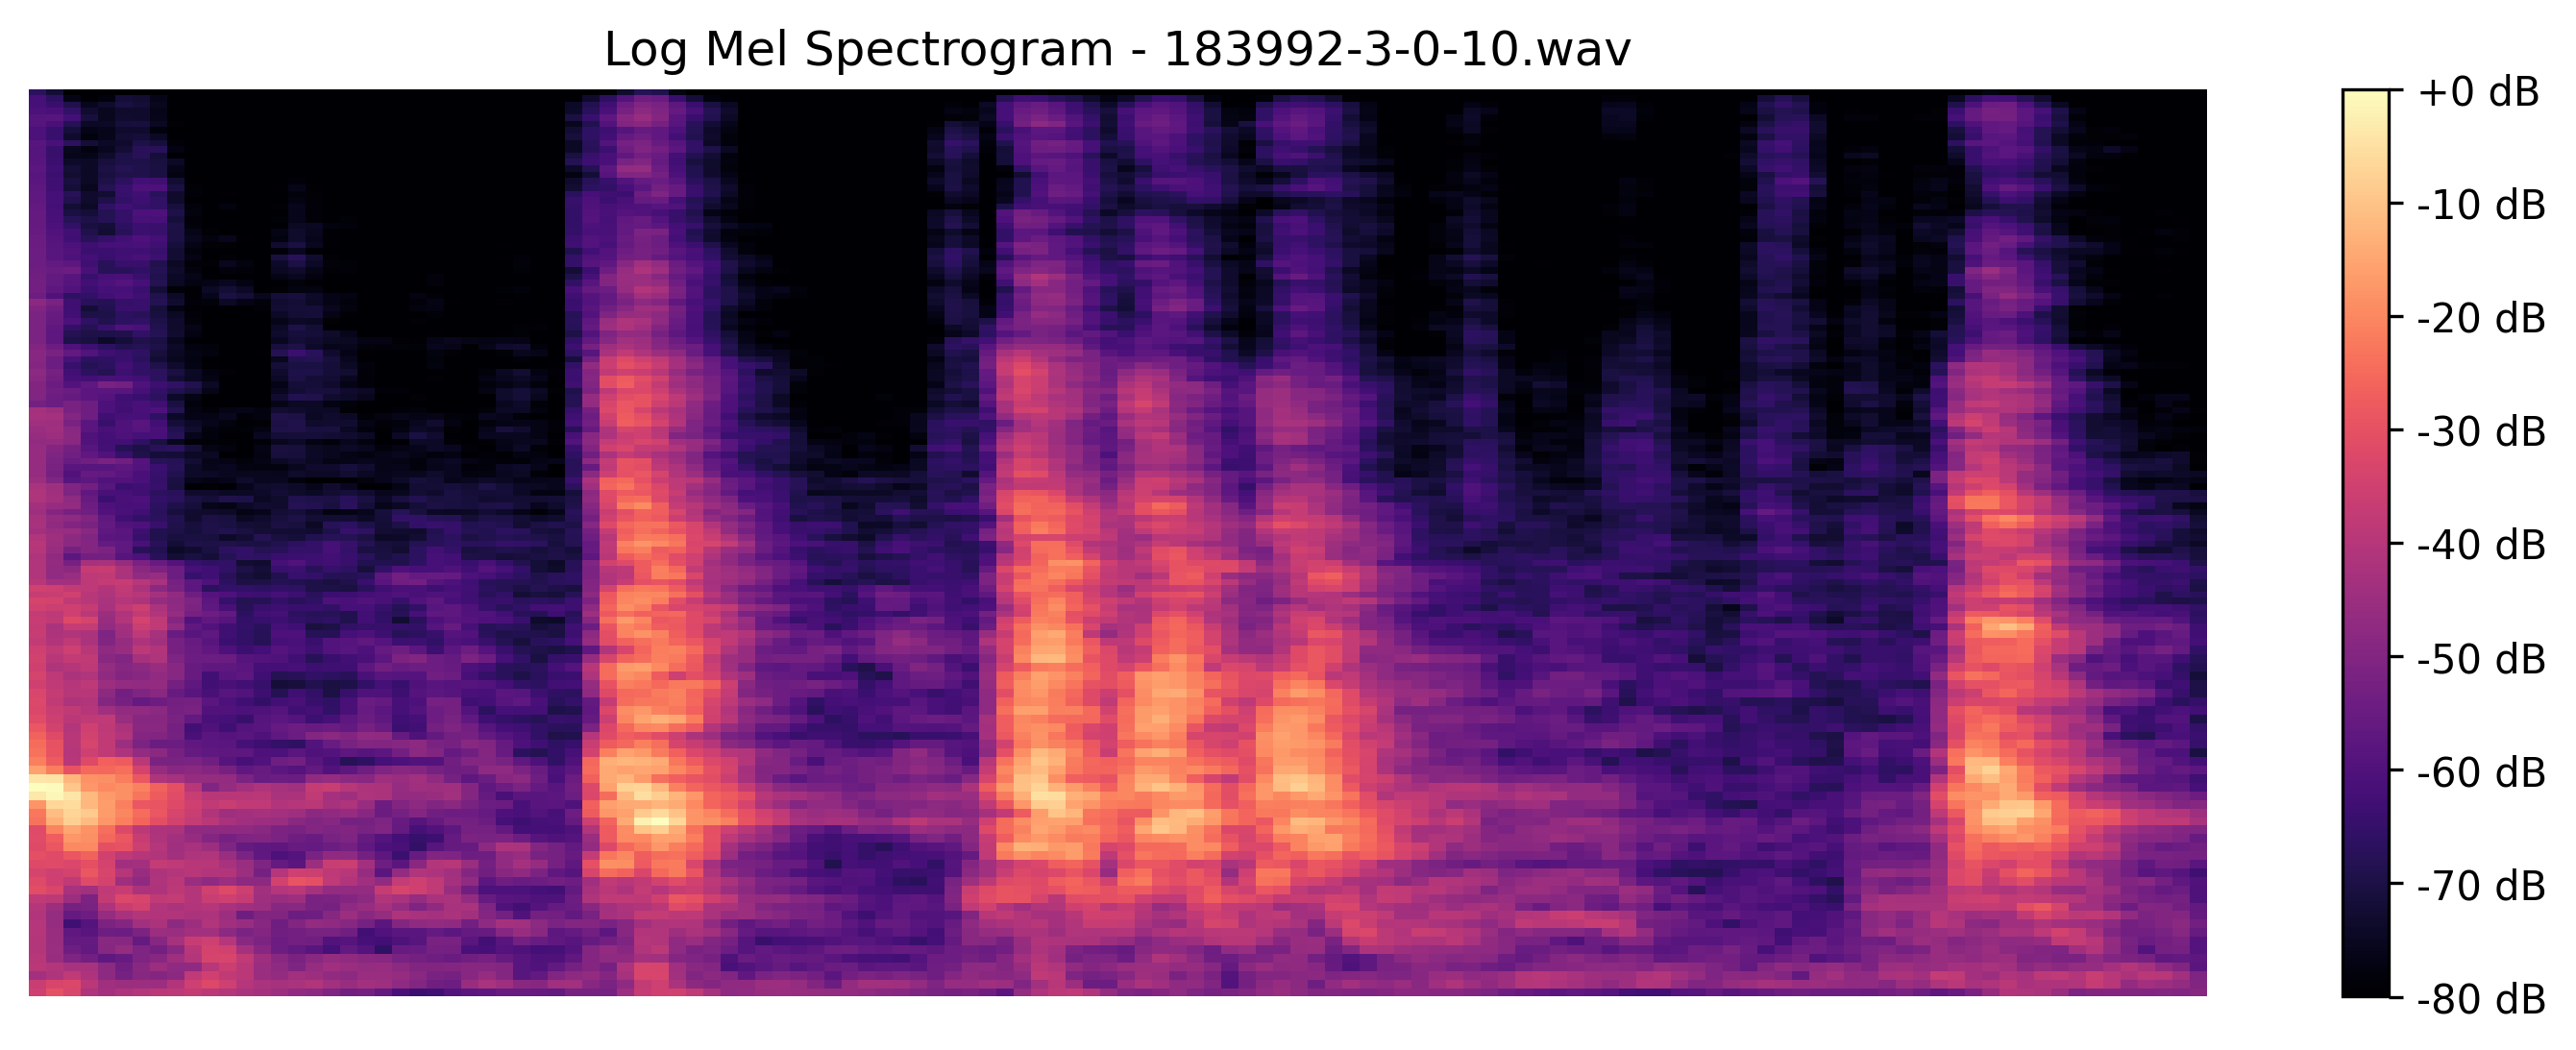 Log Mel Spectrogram - 183992-3-0-10.wav
+0 dB
-10 dB
-20 dB
-30 dB
-40 dB
-50 dB
-60 dB
-70 dB
-80 dB